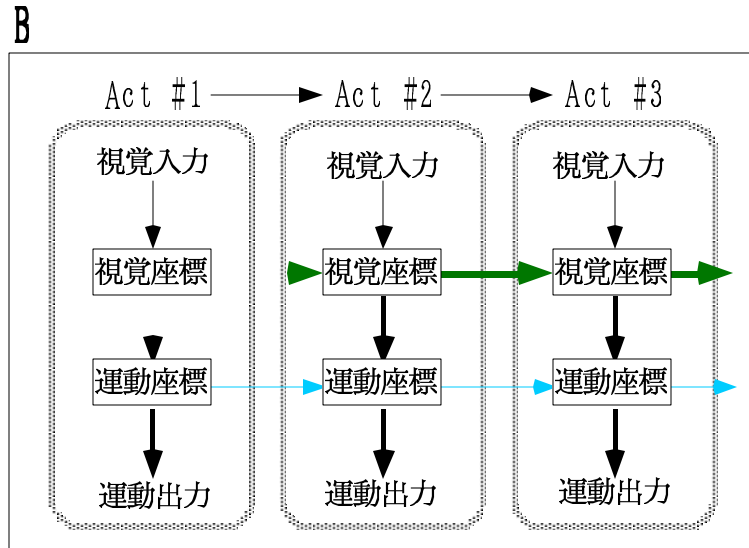 B
Act #1
Act #2
Act #3
視覚入力
視覚入力
視覚入力
視覚座標
視覚座標
視覚座標
運動座標
運動座標
運動座標
運動出力
運動出力
運動出力